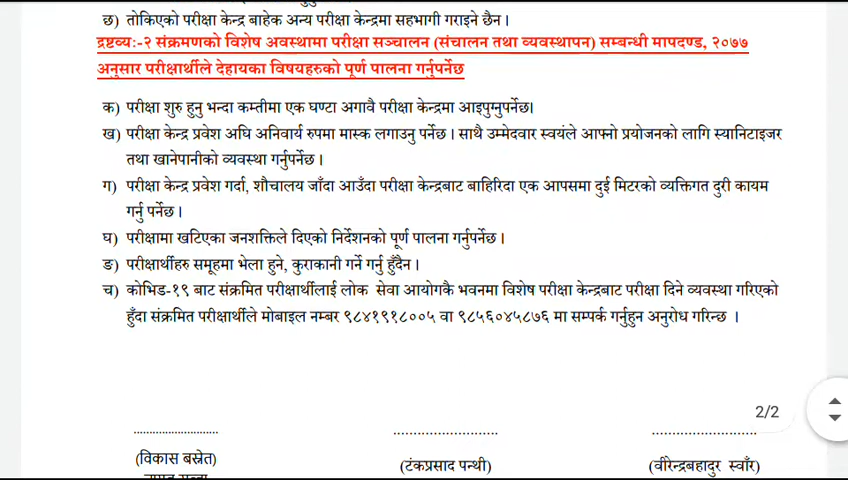 छ) तोकिएको परीक्षा केन्द्र बाहेक अन्य परीक्षा केन्द्रमा सहभागी गराइने छैन ।
द्रष्टव्यः-२ संक्रमणको विशेष अवस्थामा परीक्षा सञ्चालन (संचालन तथा व्यवस्थापन) सम्बन्धी मापदण्ड, २०७७
अनुसार परीक्षार्थीले देहायका विषयहरुको पूर्ण पालना गर्नुपर्नेछ
क) परीक्षा शुरु हुनु भन्दा कम्तीमा एक घण्टा अगावै परीक्षा केन्द्रमा आइपुग्नुपर्नेछ।
ख) परीक्षा केन्द्र प्रवेश अघि अनिवार्य रुपमा मास्क लगाउनु पर्नेछ । साथै उम्मेदवार स्वयंले आफ्नो प्रयोजनको लागि स्यानिटाइजर
तथा खानेपानीको व्यवस्था गर्नुपर्नेछ ।
ग) परीक्षा केन्द्र प्रवेश गर्दा, शौचालय जाँदा आउँदा परीक्षा केन्द्रबाट बाहिरिदा एक आपसमा दुई मिटरको व्यक्तिगत दुरी कायम
गर्नु पर्नेछ ।
घ) परीक्षामा खटिएका जनशक्तिले दिएको निर्देशनको पूर्ण पालना गर्नुपर्नेछ ।
ङ) परीक्षार्थीहरु समूहमा भेला हुने, कुराकानी गर्ने गर्नु हुँदैन ।
च) कोभिड-१९ बाट संक्रमित परीक्षार्थीलाई लोक सेवा आयोगकै भवनमा विशेष परीक्षा केन्द्रबाट परीक्षा दिने व्यवस्था गरिएको
हुँदा संक्रमित परीक्षार्थीले मोबाइल नम्बर ९८४१९१८००५ वा ९८५६०४५८७६ मा सम्पर्क गर्नुहुन अनुरोध गरिन्छ ।
2/2
(विकास बस्नेत) (टंकप्रसाद पन्थी) (वीरेन्द्रबहादुर स्वाँर)